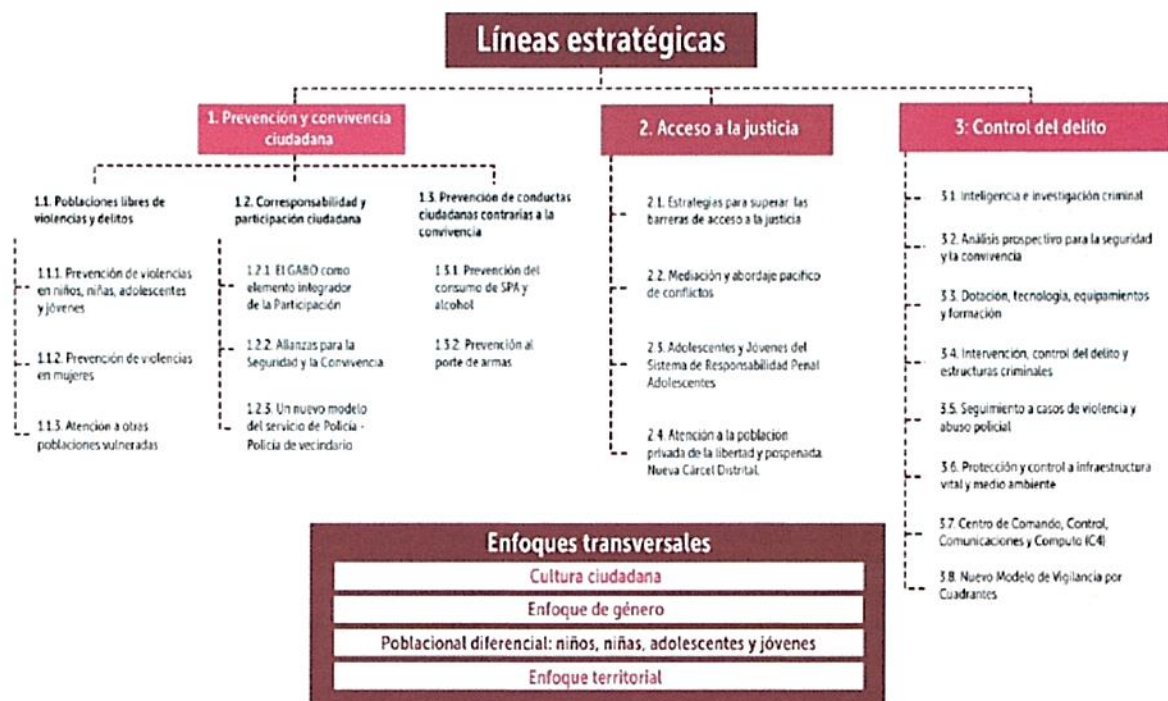 Líneas estratégicas
1. Prevención y convivencia
ciudadana
1.1. Poblaciones libres de
violencias y delitos
1.1.1. Prevención de violencias
en niños, niñas, adolescentes
y jóvenes
1.1.2. Prevención de violencias
en mujeres
1.1.3. Atención a otras
poblaciones vulneradas
1.2. Corresponsabilidad y
participación ciudadana
1.2.1. El GABO como
elemento integrador
de la Participación
1.2.2. Alianzas para la
Seguridad y la Convivencia
1.2.3. Un nuevo modelo
del servicio de Policía -
Policía de vecindario
1.3. Prevención de conductas
ciudadanas contrarias a la
convivencia
1.3.1. Prevención del
consumo de SPA y
alcohol
1.3.2. Prevención al
porte de armas
2. Acceso a la justicia
2.1. Estrategias para superar las
barreras de acceso a la justicia
2.2. Mediación y abordaje pacífico
de conflictos
2.3. Adolescentes y Jóvenes del
Sistema de Responsabilidad Penal
Adolescentes
2.4. Atención a la población
privada de la libertad y pospenada.
Nueva Cárcel Distrital.
3: Control del delito
3.1. Inteligencia e investigación criminal
3.2. Análisis prospectivo para la seguridad
y la convivencia
3.3. Dotación, tecnología, equipamientos
y formación
3.4. Intervención, control del delito y
estructuras criminales
3.5. Seguimiento a casos de violencia y
abuso policial
3.6. Protección y control a infraestructura
vital y medio ambiente
3.7. Centro de Comando, Control,
Comunicaciones y Computo (C4)
3.8. Nuevo Modelo de Vigilancia por
Cuadrantes
Enfoques transversales
Cultura ciudadana
Enfoque de género
Poblacional diferencial: niños, niñas, adolescentes y jóvenes
Enfoque territorial